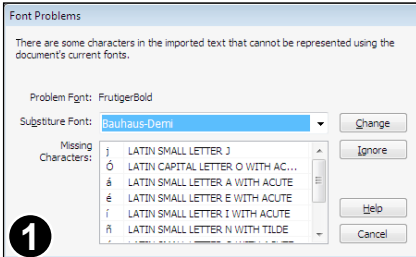 Font Problems
There are some characters in the imported text that cannot be represented using the
document's current fonts.
Problem Font: FrutigerBold
Substiture Font: Bauhaus-Demi
Change
Missing
Characters:
Ignore
j LATIN SMALL LETTER J
Ó LATIN CAPITAL LETTER O WITH AC...
á LATIN SMALL LETTER A WITH ACUTE
é LATIN SMALL LETTER E WITH ACUTE
í LATIN SMALL LETTER I WITH ACUTE
ñ LATIN SMALL LETTER N WITH TILDE
Help
Cancel
1